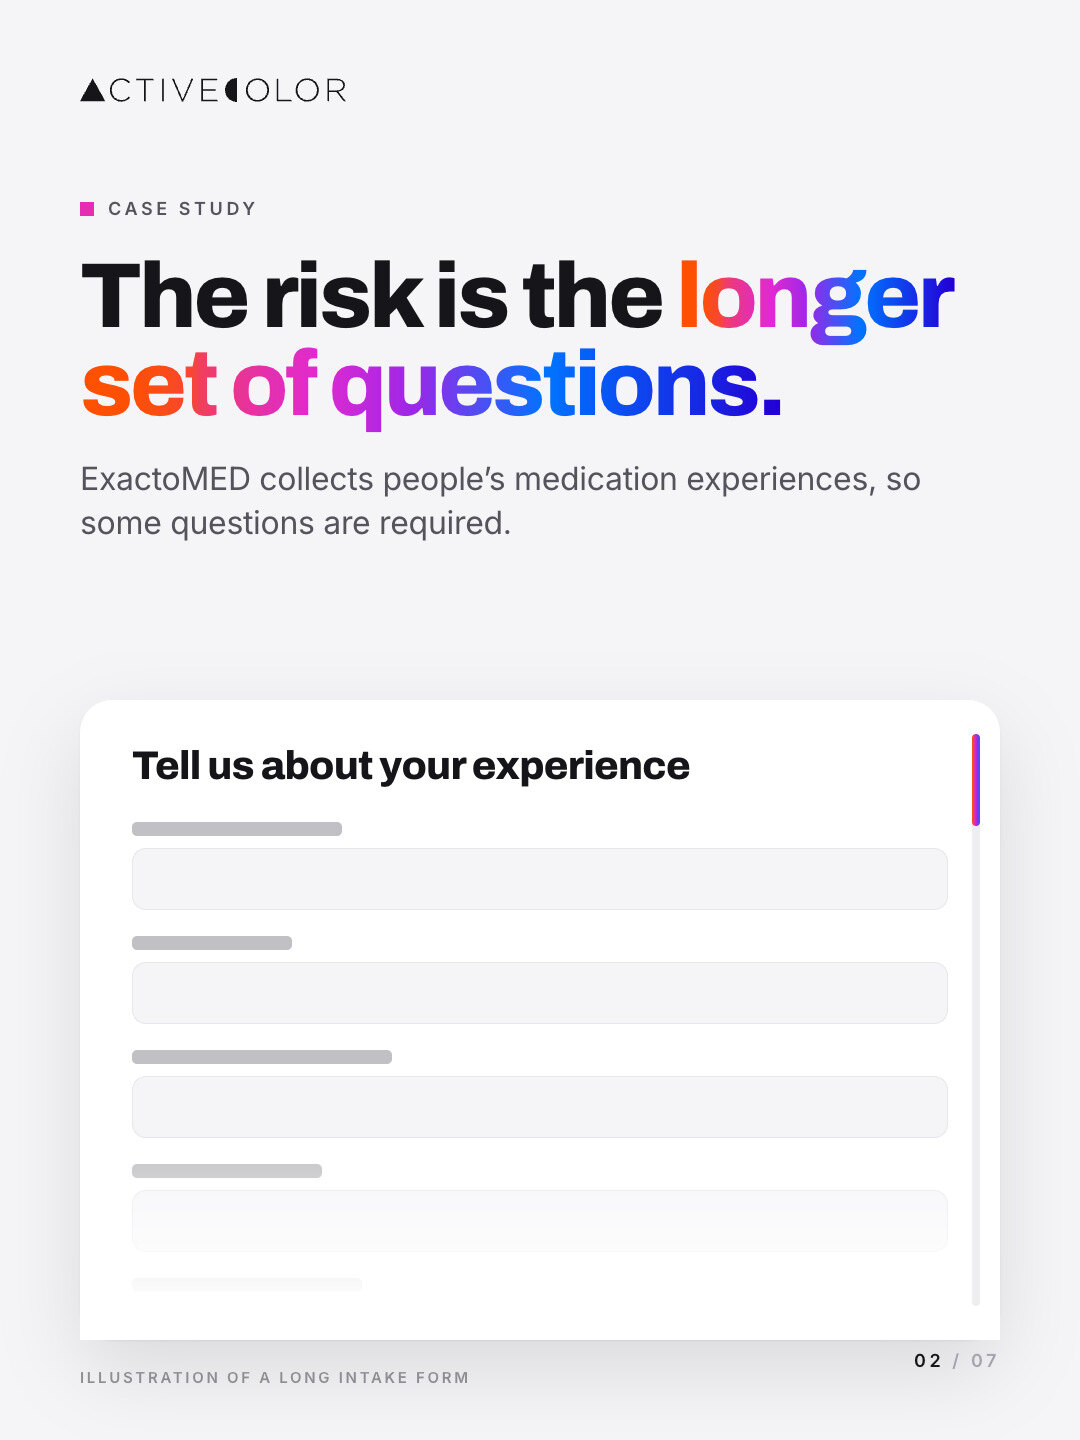 ACTIVECOLOR
CASE STUDY
The risk is the longer
set of questions.
ExactoMED collects people’s medication experiences, so
some questions are required.
Tell us about your experience
02 / 07
ILLUSTRATION OF A LONG INTAKE FORM